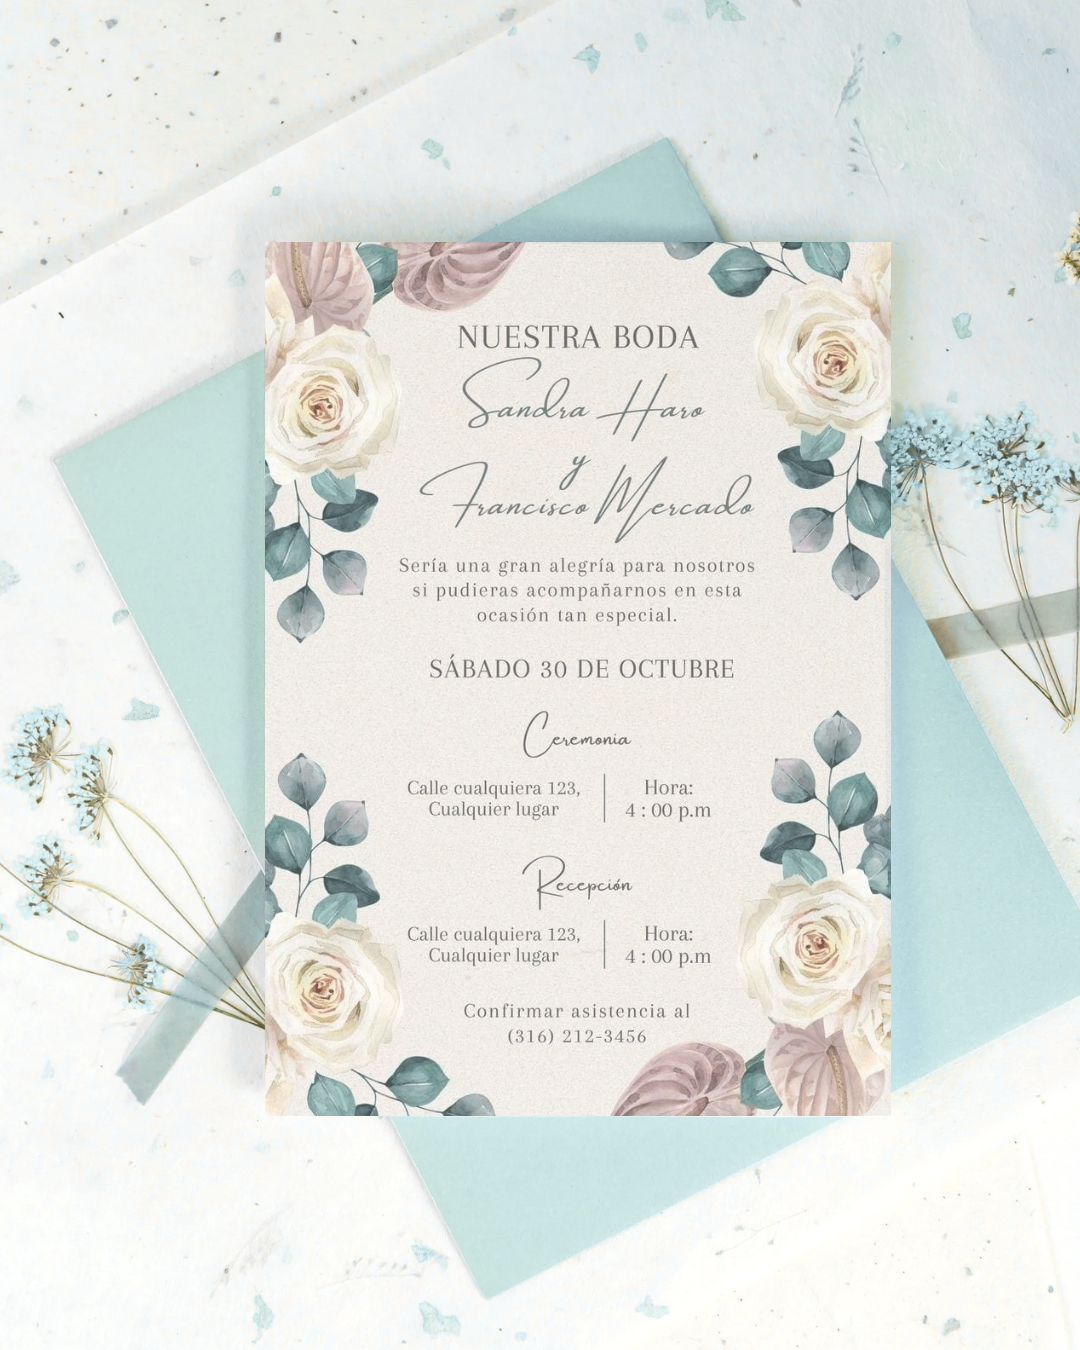 NUESTRA BODA
Sandra Haro
y
Francisco Mercado
Sería una gran alegría para nosotros
si pudieras acompañarnos en esta
ocasión tan especial.
SÁBADO 30 DE OCTUBRE
Ceremonia
Calle cualquiera 123,
Cualquier lugar
Hora:
4 : 00 p.m
Recepción
Calle cualquiera 123,
Cualquier lugar
Hora:
4 : 00 p.m
Confirmar asistencia al
(316) 212-3456